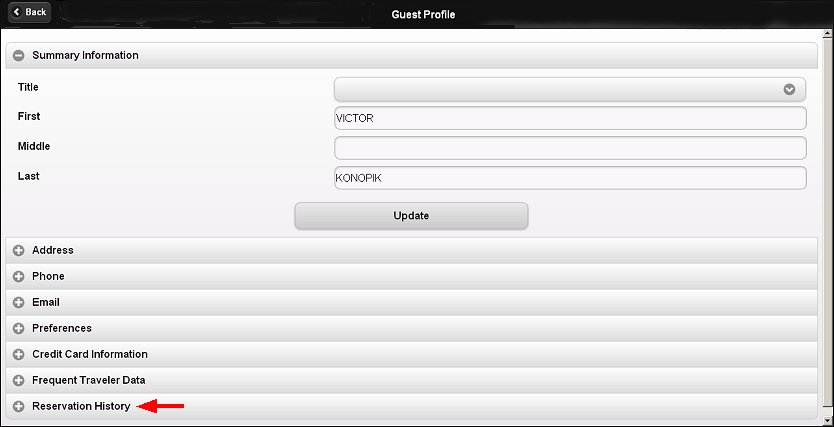 Back
Guest Profile
Summary Information
Title
First
VICTOR
Middle
Last
KONOPIK
Update
Address
Phone
Email
Preferences
Credit Card Information
Frequent Traveler Data
Reservation History